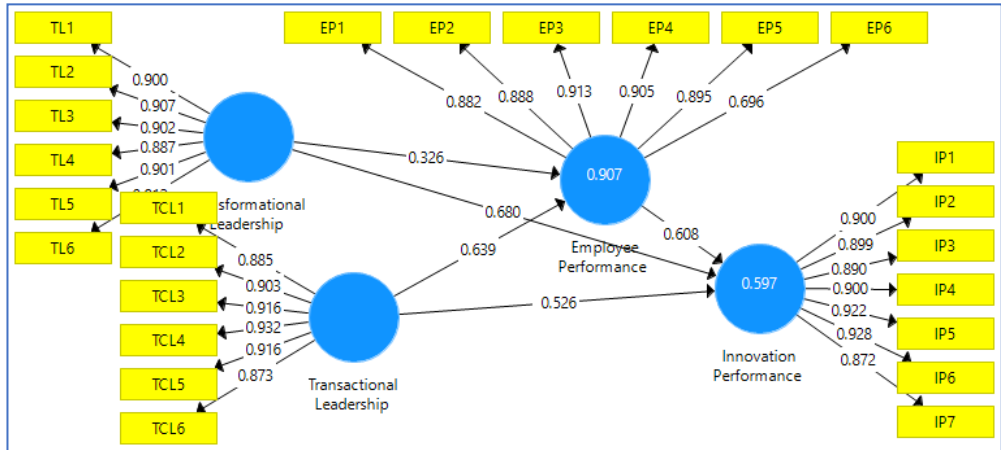 TL1
TL2
TL3
TL4
TL5
TL6
0.900
0.907
0.902
0.887
0.901
EP1
EP2
EP3
EP4
EP5
EP6
0.882
0.888
0.913
0.905
0.895
0.696
0.326
0.680
0.907
Employee
Performance
Leadership
TCL1
TCL2
TCL3
TCL4
TCL5
TCL6
0.885
0.903
0.916
0.932
0.916
0.873
Transactional
Leadership
0.639
0.526
0.608
0.597
Innovation
Performance
IP1
IP2
IP3
IP4
IP5
IP6
IP7
0.900
0.899
0.890
0.900
0.922
0.928
0.872